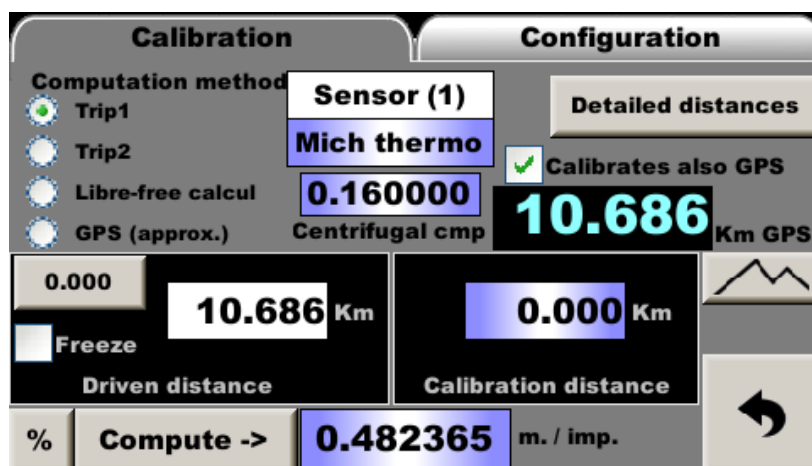 Calibration
Configuration
Computation method
Trip1
Trip2
Libre-free calcul
GPS (approx.)
Sensor (1)
Mich thermo
0.160000
Centrifugal cmp
Detailed distances
Calibrates also GPS
10.686 Km GPS
0.000
Freeze
10.686 Km
Driven distance
0.000 Km
Calibration distance
%
Compute ->
0.482365 m. / imp.